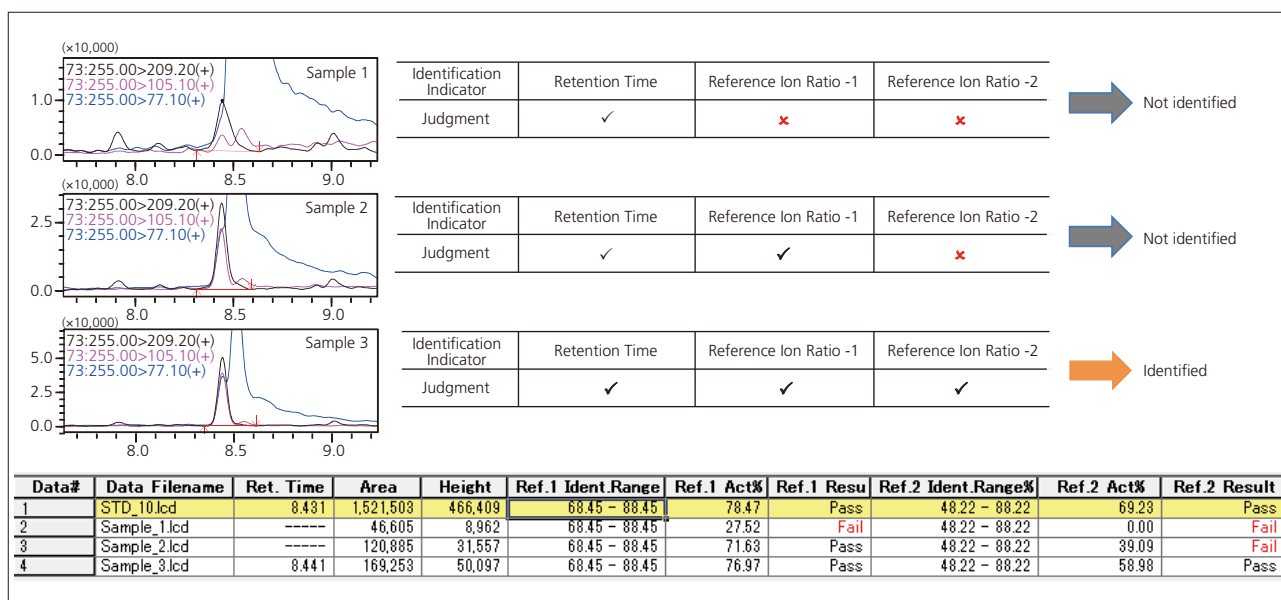 (×10,000)
73:255.00>209.20(+)
Sample 1
73:255.00>105.10(+)
73:255.00>77.10(+)
1.0
0.0
8.0 8.5 9.0
Identification Indicator Retention Time Reference Ion Ratio -1 Reference Ion Ratio -2
Judgment ✓ ✘ ✘
Not identified
(×10,000)
73:255.00>209.20(+)
Sample 2
73:255.00>105.10(+)
73:255.00>77.10(+)
2.5
0.0
8.0 8.5 9.0
Identification Indicator Retention Time Reference Ion Ratio -1 Reference Ion Ratio -2
Judgment ✓ ✓ ✘
Not identified
(×10,000)
73:255.00>209.20(+)
Sample 3
73:255.00>105.10(+)
73:255.00>77.10(+)
5.0
2.5
0.0
8.0 8.5 9.0
Identification Indicator Retention Time Reference Ion Ratio -1 Reference Ion Ratio -2
Judgment ✓ ✓ ✓
Identified
Data# Data Filename Ret. Time Area Height Ref.1 Ident.Range Ref.1 Act% Ref.1 Resu Ref.2 Ident.Range% Ref.2 Act% Ref.2 Result
1 STD_10.lcd 8.431 1,521,503 466,409 68.45 - 88.45 78.47 Pass 48.22 - 88.22 69.23 Pass
2 Sample_1.lcd ----- 46,605 8,962 68.45 - 88.45 27.52 Fail 48.22 - 88.22 0.00 Fail
3 Sample_2.lcd ----- 120,885 31,557 68.45 - 88.45 71.63 Pass 48.22 - 88.22 39.09 Fail
4 Sample_3.lcd 8.441 169,253 50,097 68.45 - 88.45 76.97 Pass 48.22 - 88.22 58.98 Pass